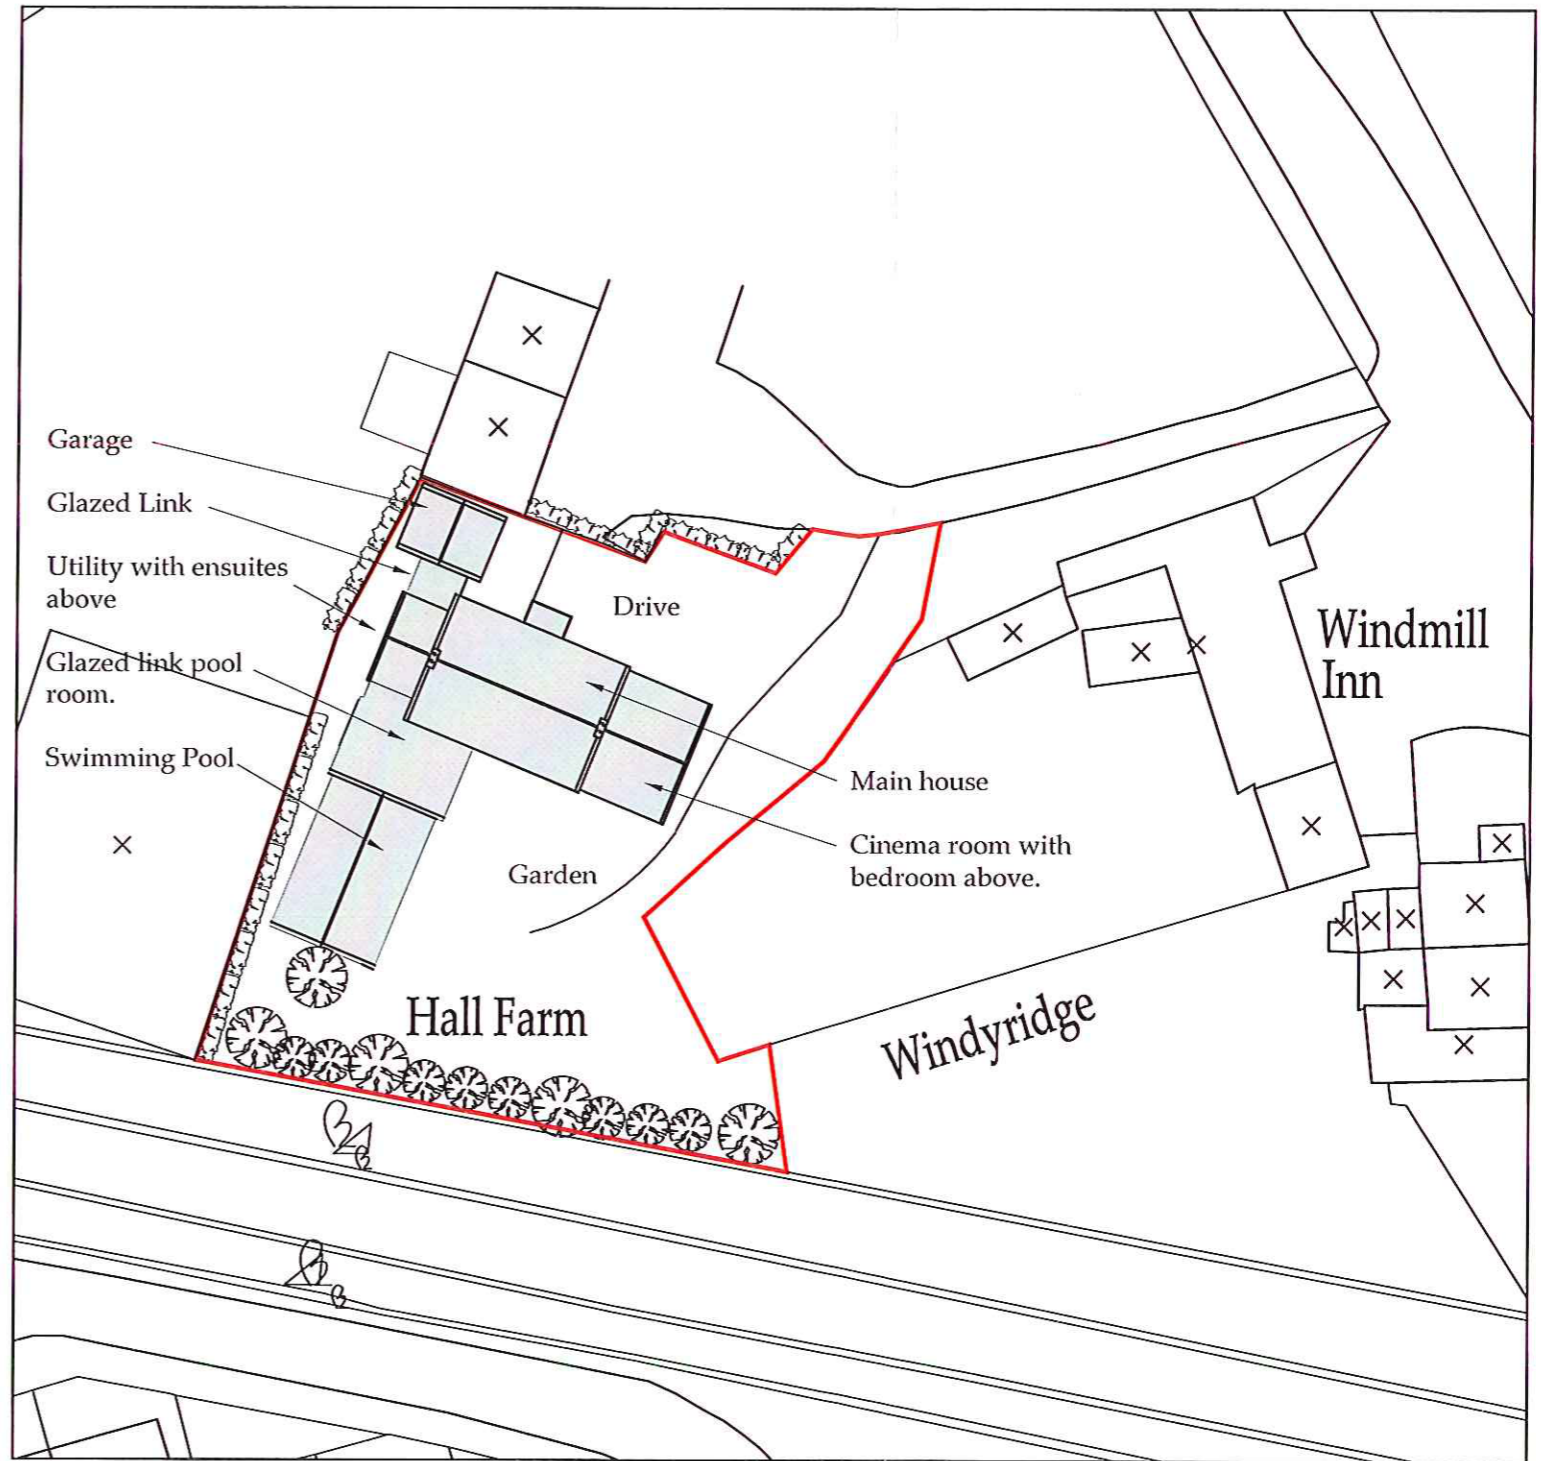 Garage
Glazed Link
Utility with ensuites
above
Glazed link pool
room.
Swimming Pool
Drive
Garden
Main house
Cinema room with
bedroom above.
Hall Farm
Windyridge
Windmill
Inn